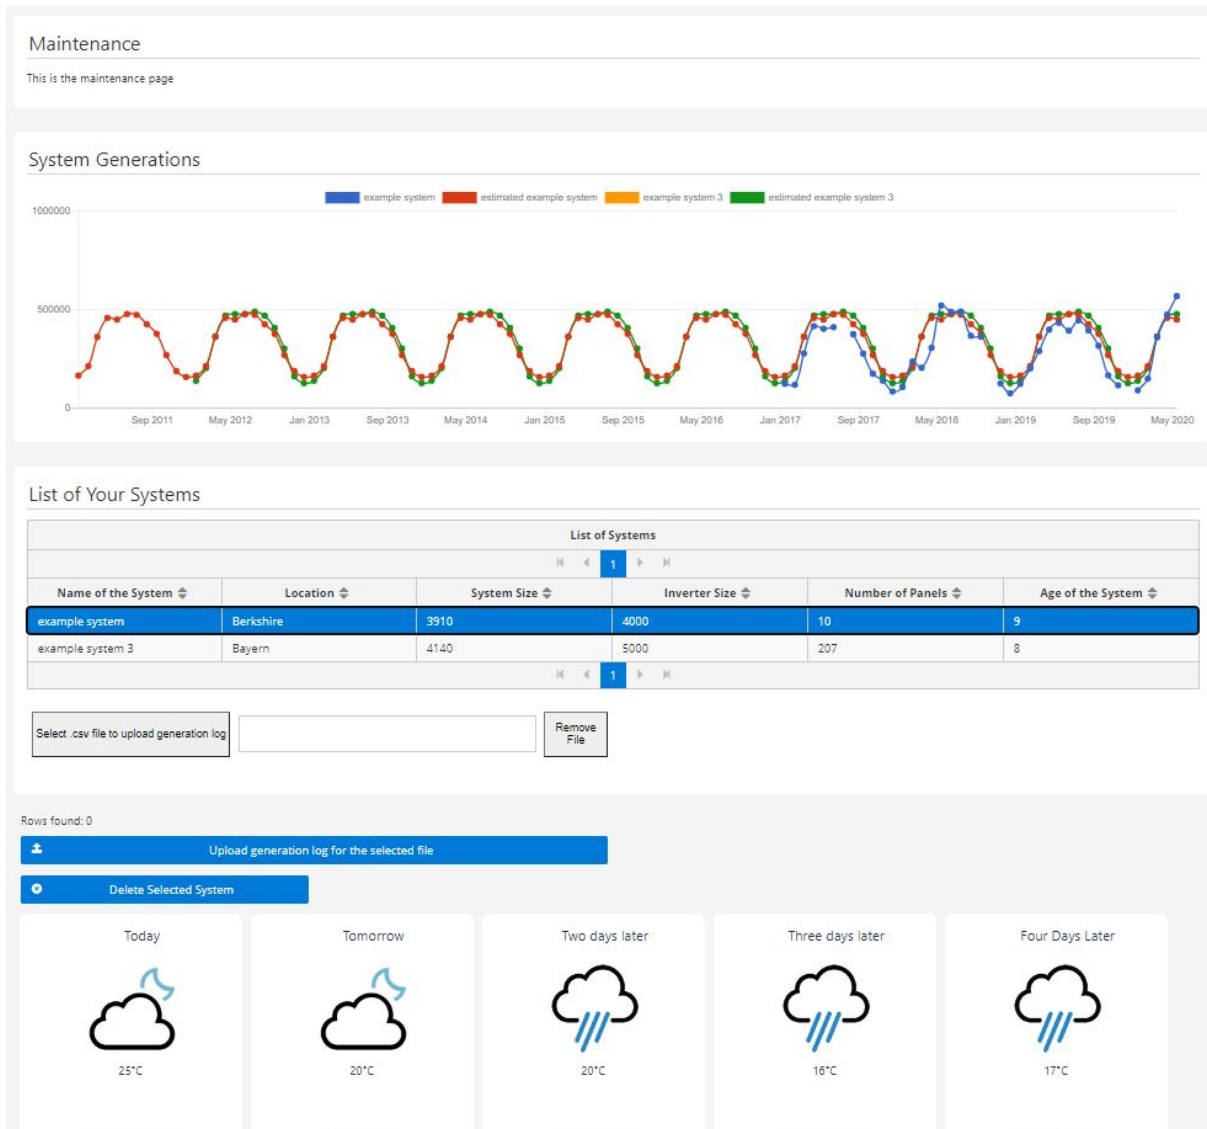 Maintenance
This is the maintenance page
System Generations
example system estimated example system example system 3 estimated example system 3
1000000
500000
0
Sep 2011 May 2012 Jan 2013 Sep 2013 May 2014 Jan 2015 Sep 2015 May 2016 Jan 2017 Sep 2017 May 2018 Jan 2019 Sep 2019 May 2020
List of Your Systems
List of Systems
1
Name of the System Location System Size Inverter Size Number of Panels Age of the System
example system Berkshire 3910 4000 10 9
example system 3 Bayern 4140 5000 207 8
1
Select .csv file to upload generation log Remove
File
Rows found: 0
Upload generation log for the selected file
Delete Selected System
Today Tomorrow Two days later Three days later Four Days Later
25°C 20°C 20°C 16°C 17°C